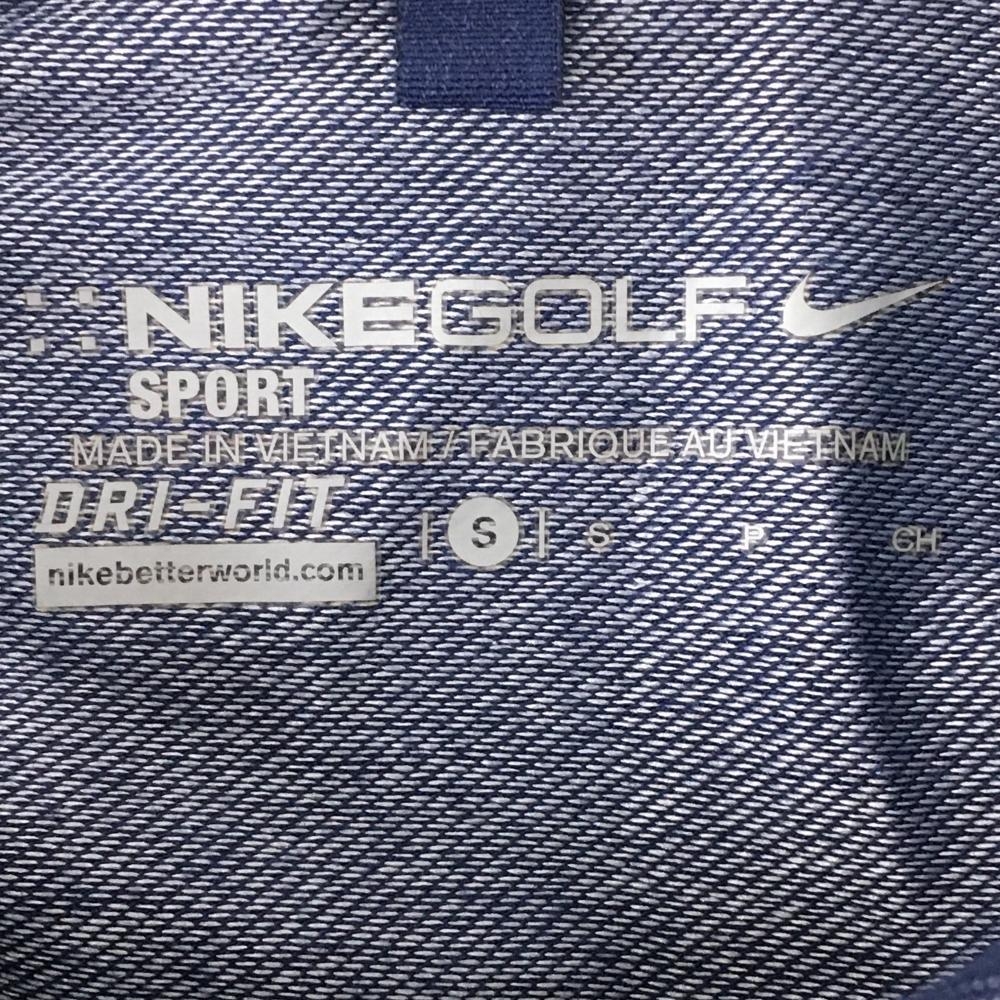 NIKEGOLF
SPORT
MADE IN VIETNAM / FABRIQUE AU VIETNAM
DRI-FIT
nikebetterworld.com
| S | S P CH